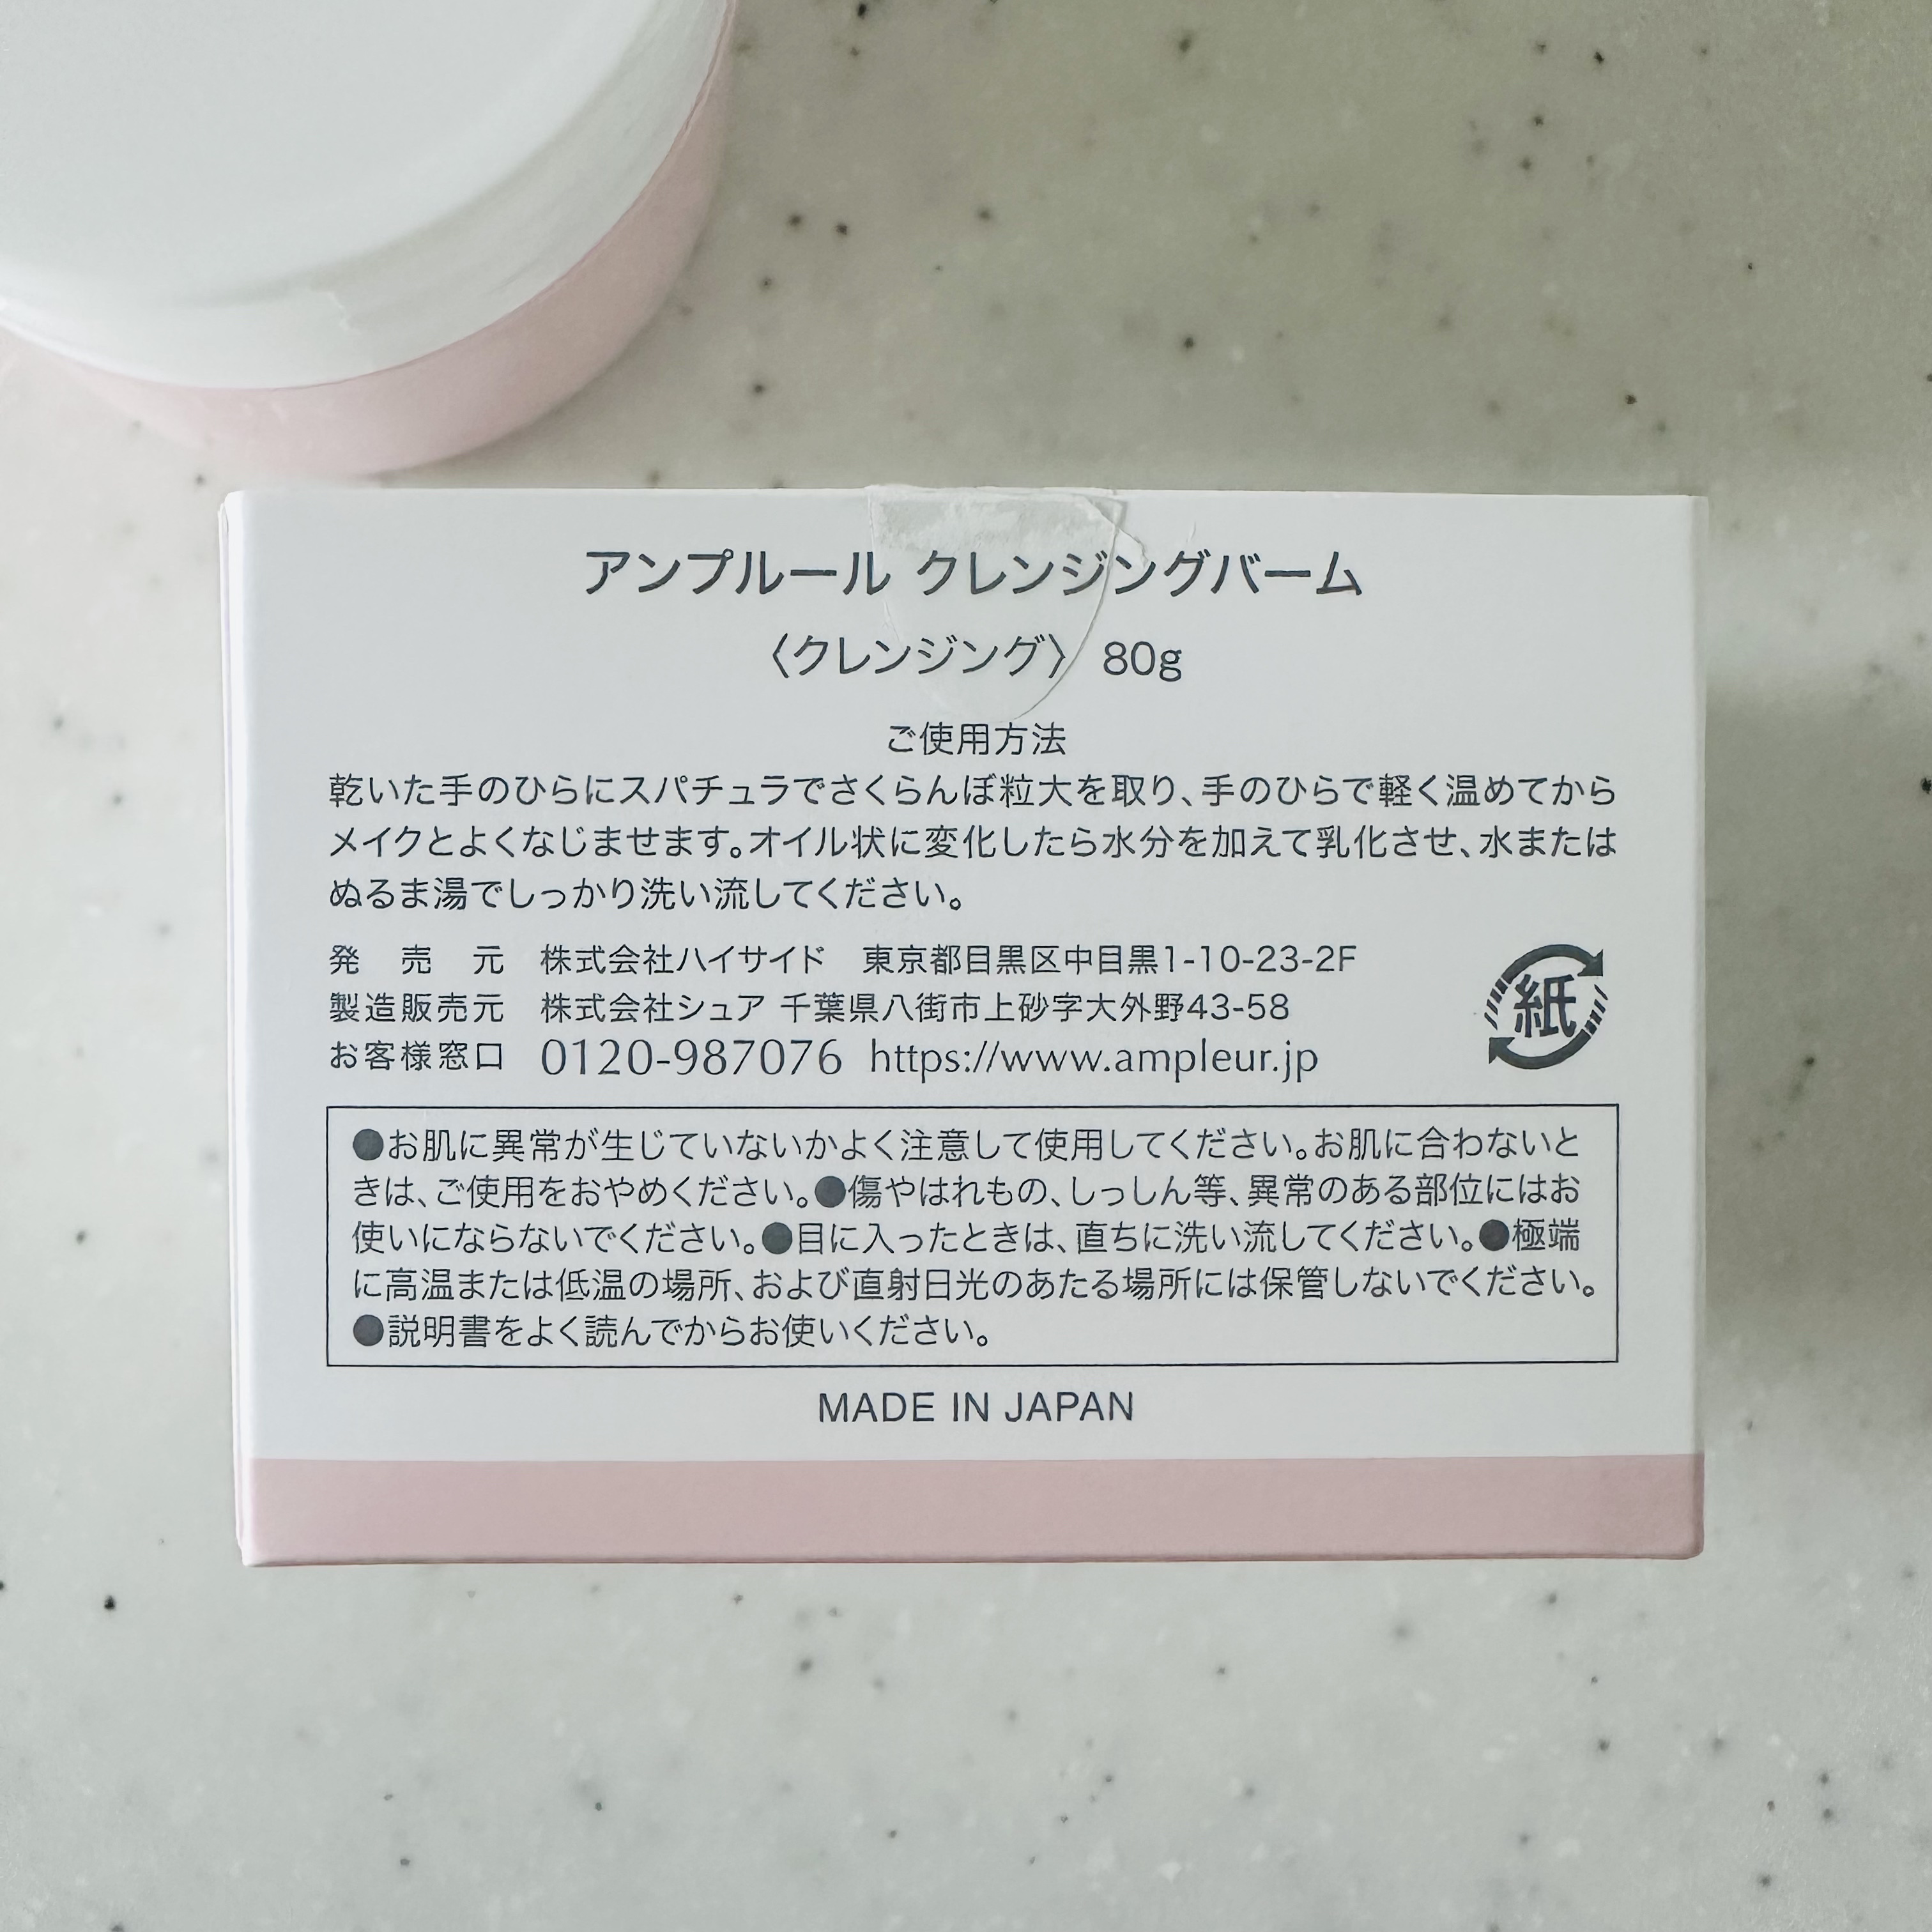 アンプルール クレンジングバーム
〈クレンジング〉 80g
ご使用方法
乾いた手のひらにスパチュラでさくらんぼ粒大を取り、手のひらで軽く温めてから
メイクとよくなじませます。オイル状に変化したら水分を加えて乳化させ、水または
ぬるま湯でしっかり洗い流してください。
発売元 株式会社ハイサイド 東京都目黒区中目黒1-10-23-2F
製造販売元 株式会社シュア 千葉県八街市上砂字大外野43-58
お客様窓口 0120-987076 https://www.ampleur.jp
紙
●お肌に異常が生じていないかよく注意して使用してください。お肌に合わないと
きは、ご使用をおやめください。●傷やはれもの、しっしん等、異常のある部位にはお
使いにならないでください。●目に入ったときは、直ちに洗い流してください。●極端
に高温または低温の場所、および直射日光のあたる場所には保管しないでください。
●説明書をよく読んでからお使いください。
MADE IN JAPAN